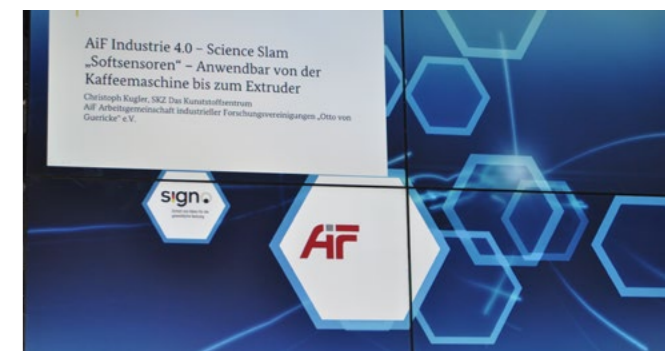 AiF Industrie 4.0 – Science Slam
„Softsensoren“ – Anwendbar von der
Kaffeemaschine bis zum Extruder
Christoph Kugler, SKZ Das Kunststoffzentrum
AiF Arbeitsgemeinschaft industrieller Forschungsvereinigungen „Otto von
Guericke“ e.V.
signo
AiF